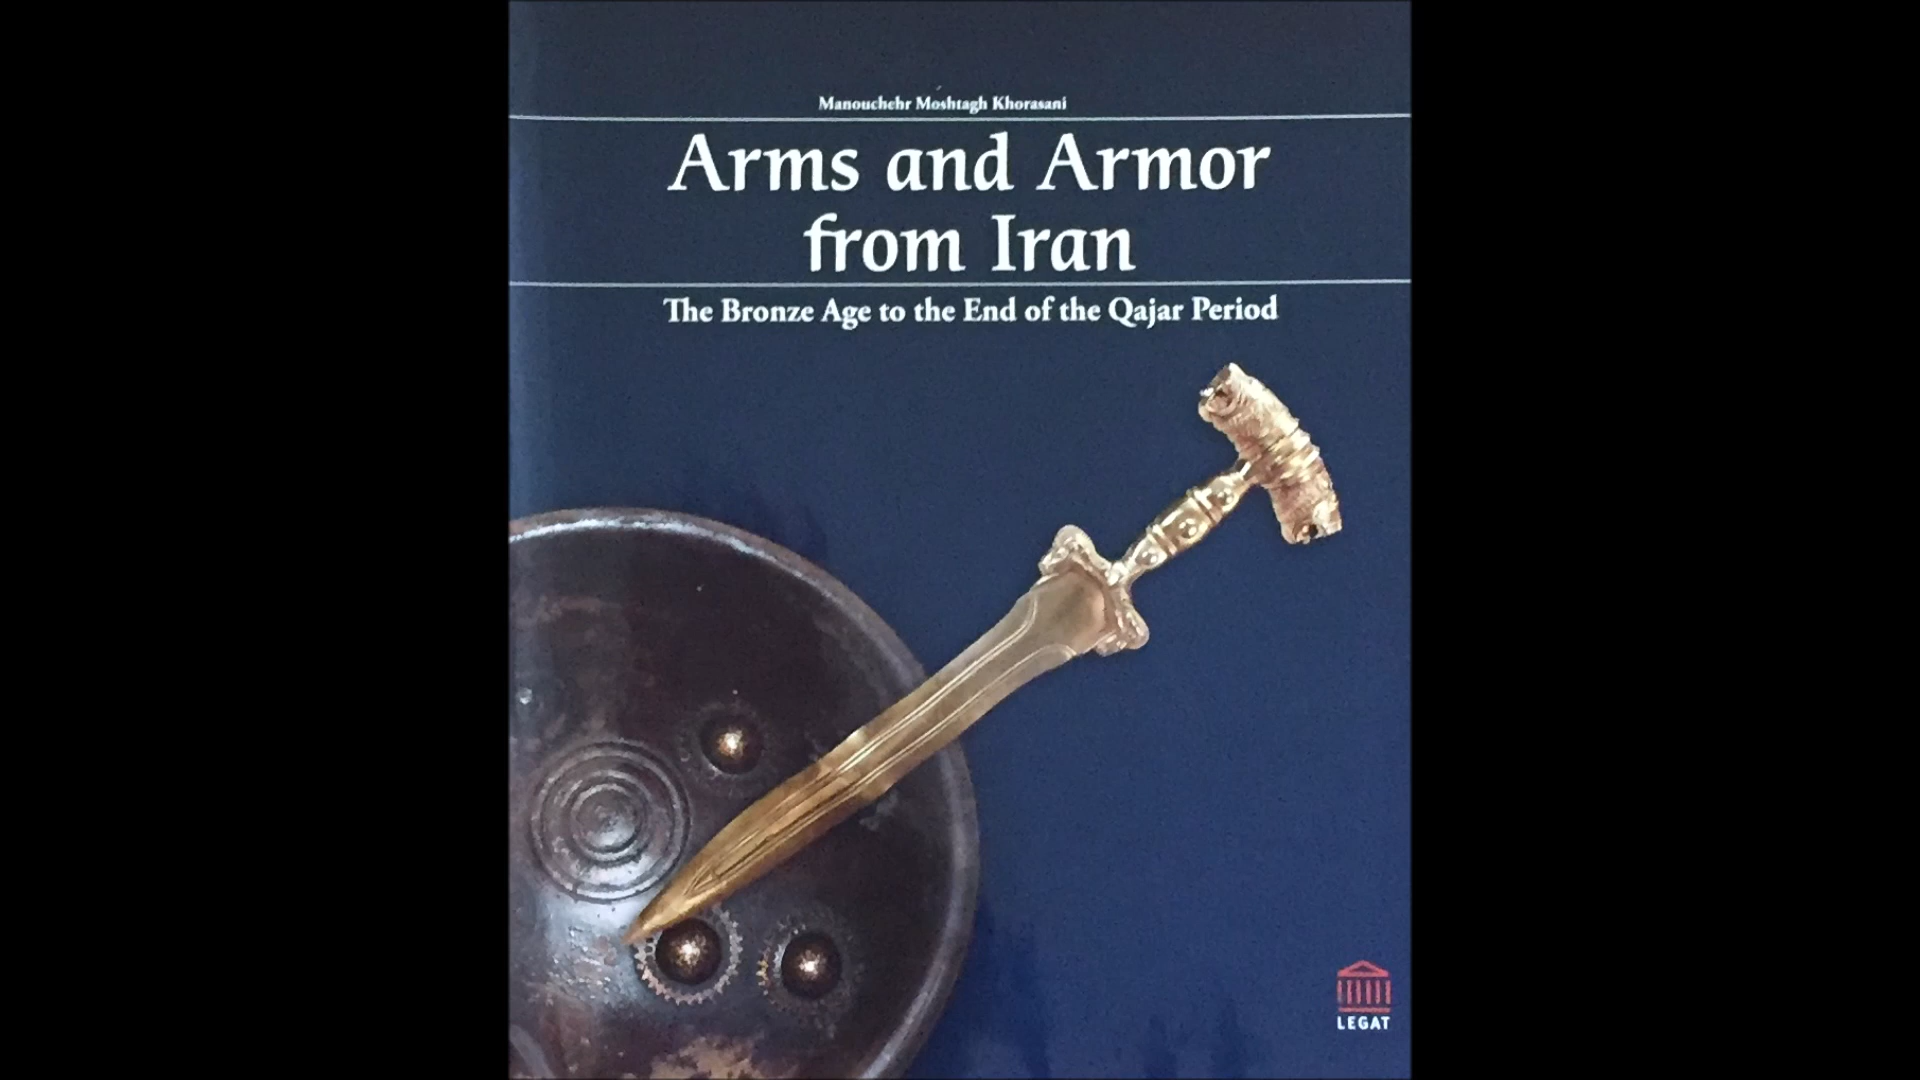 Manouchehr Moshtagh Khorasani
Arms and Armor
from Iran
The Bronze Age to the End of the Qajar Period
LEGAT